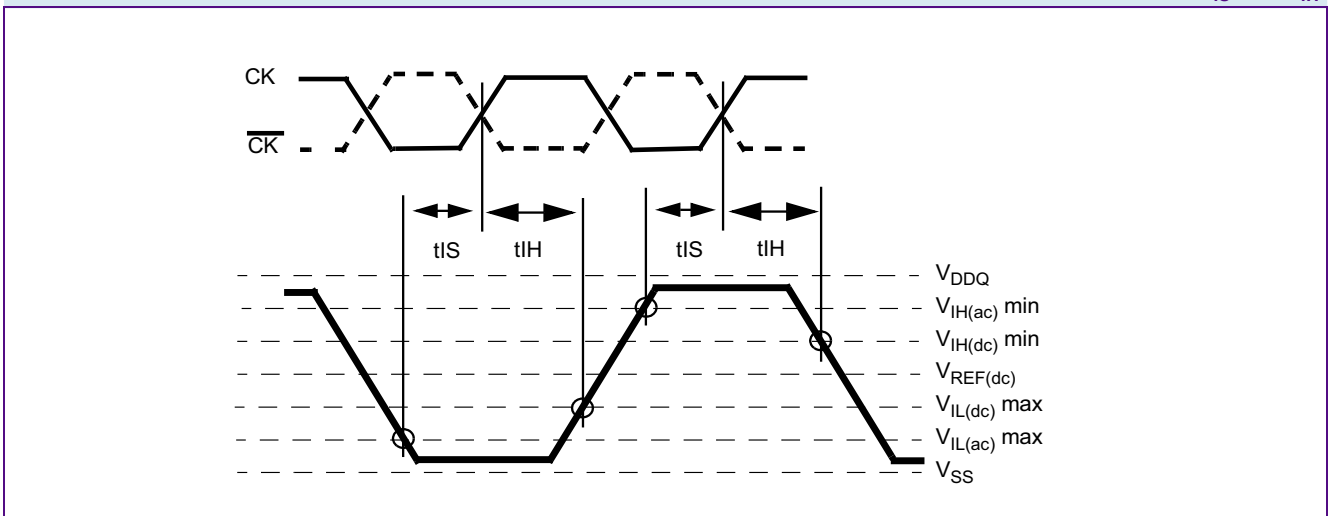 CK
CK
tIS
tIH
tIS
tIH
VDDQ
VIH(ac) min
VIH(dc) min
VREF(dc)
VIL(dc) max
VIL(ac) max
VSS